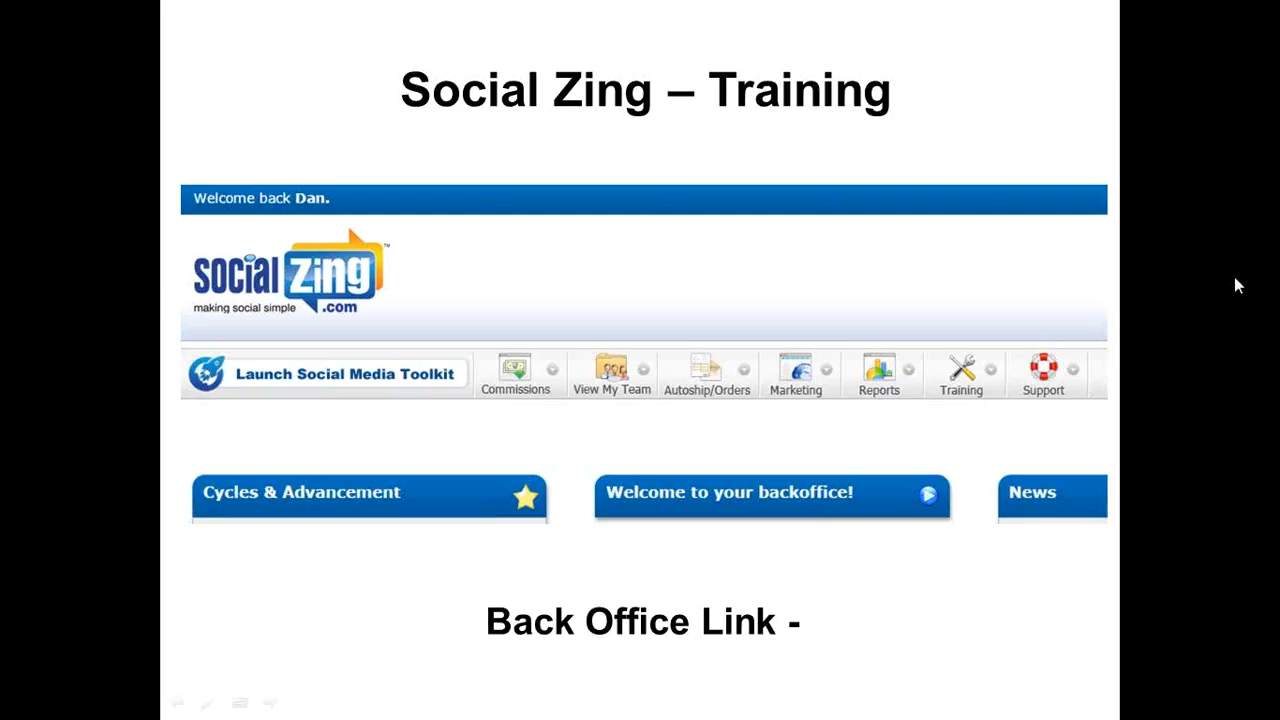 Social Zing – Training
Welcome back Dan.
social Zing ™
making social simple .com
Launch Social Media Toolkit
Commissions View My Team Autoship/Orders Marketing Reports Training Support
Cycles & Advancement Welcome to your backoffice! News
Back Office Link -